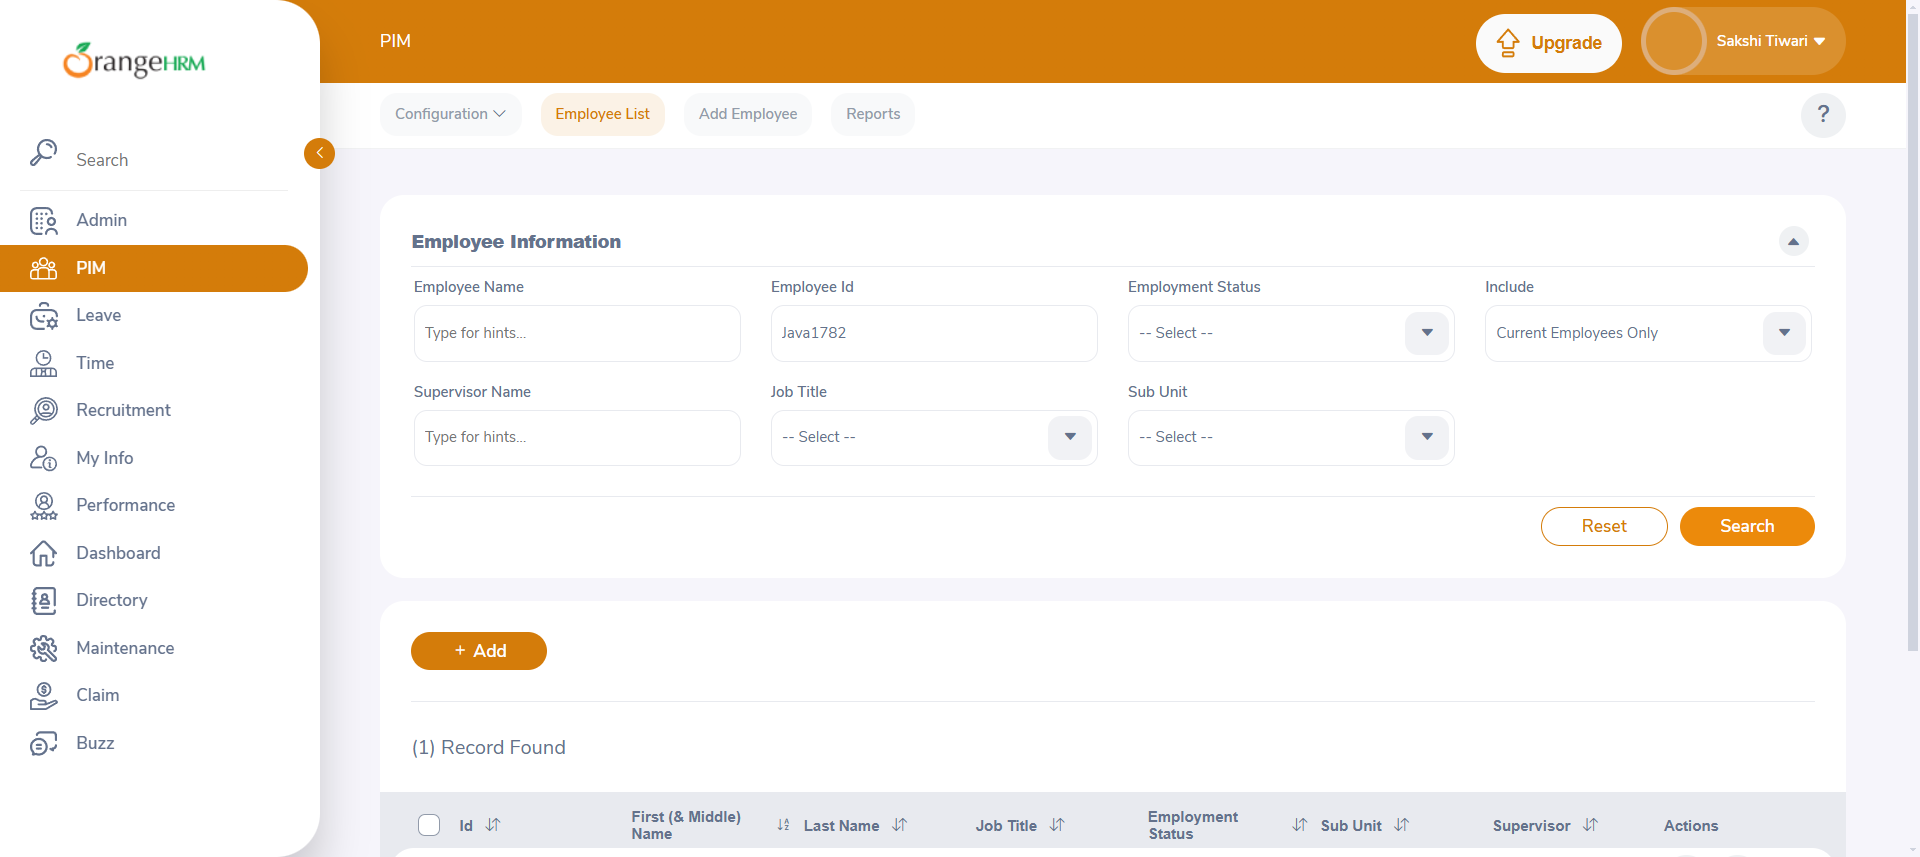 OrangeHRM
PIM
Upgrade
Sakshi Tiwari
Configuration
Employee List
Add Employee
Reports
?
Search
Admin
PIM
Leave
Time
Recruitment
My Info
Performance
Dashboard
Directory
Maintenance
Claim
Buzz
Employee Information
Employee Name
Employee Id
Employment Status
Include
Type for hints...
Java1782
-- Select --
Current Employees Only
Supervisor Name
Job Title
Sub Unit
Type for hints...
-- Select --
-- Select --
Reset
Search
+ Add
(1) Record Found
Id
First (& Middle)
Name
Last Name
Job Title
Employment
Status
Sub Unit
Supervisor
Actions